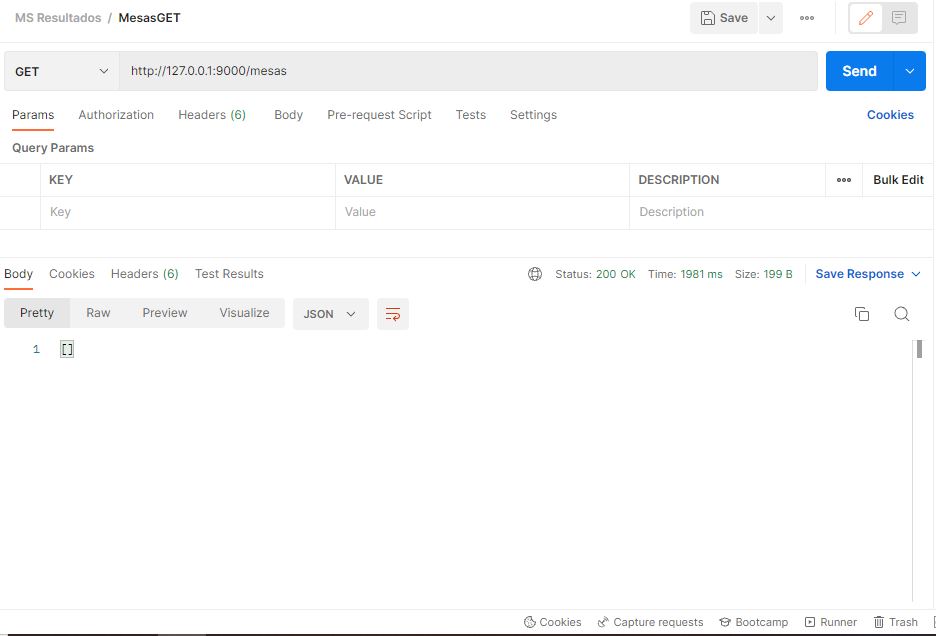 MS Resultados / MesasGET
Save
GET http://127.0.0.1:9000/mesas Send
Params Authorization Headers (6) Body Pre-request Script Tests Settings Cookies
Query Params
KEY VALUE DESCRIPTION Bulk Edit
Key Value Description
Body Cookies Headers (6) Test Results Status: 200 OK Time: 1981 ms Size: 199 B Save Response
Pretty Raw Preview Visualize JSON
1 []
Cookies Capture requests Bootcamp Runner Trash